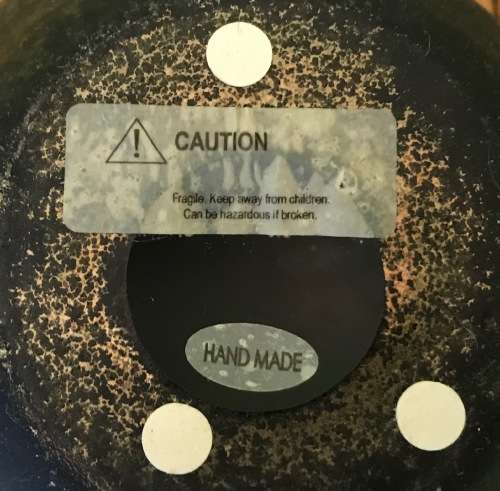 CAUTION
Fragile. Keep away from children.
Can be hazardous if broken.
HAND MADE